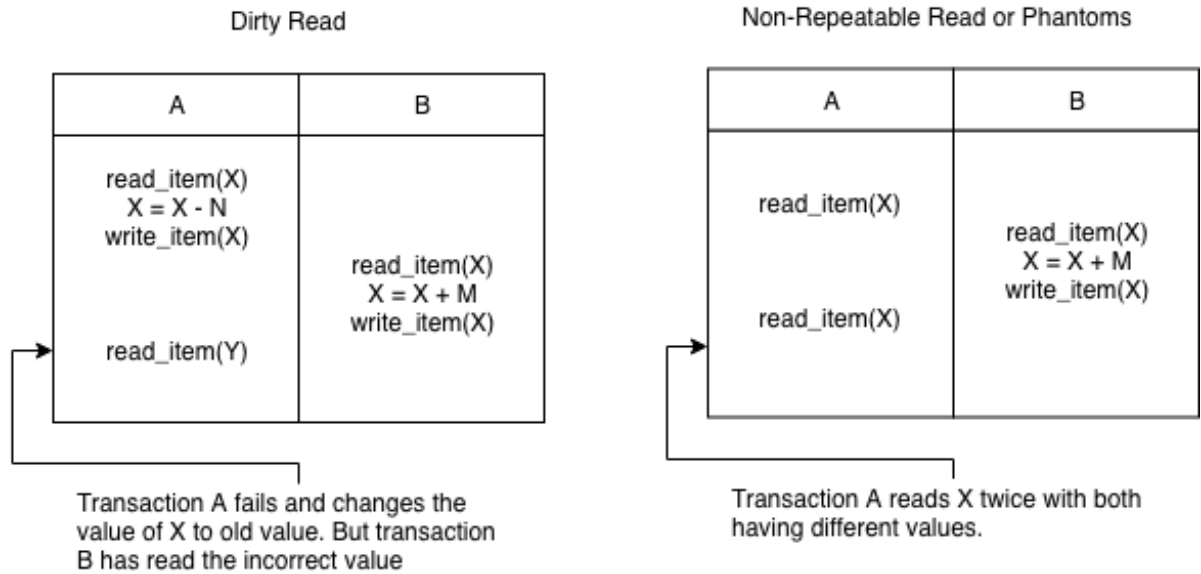 Dirty Read
A
B
read_item(X)
X = X - N
write_item(X)
read_item(X)
X = X + M
write_item(X)
read_item(Y)
Transaction A fails and changes the
value of X to old value. But transaction
B has read the incorrect value
Non-Repeatable Read or Phantoms
A
B
read_item(X)
read_item(X)
X = X + M
write_item(X)
read_item(X)
Transaction A reads X twice with both
having different values.